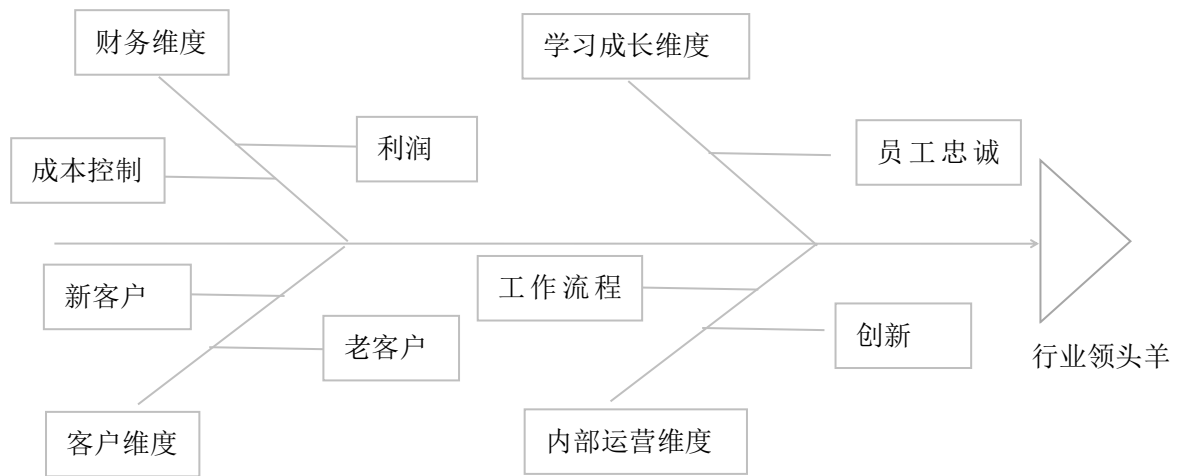 财务维度
学习成长维度
利润
员工忠诚
成本控制
新客户
工作流程
创新
老客户
行业领头羊
客户维度
内部运营维度